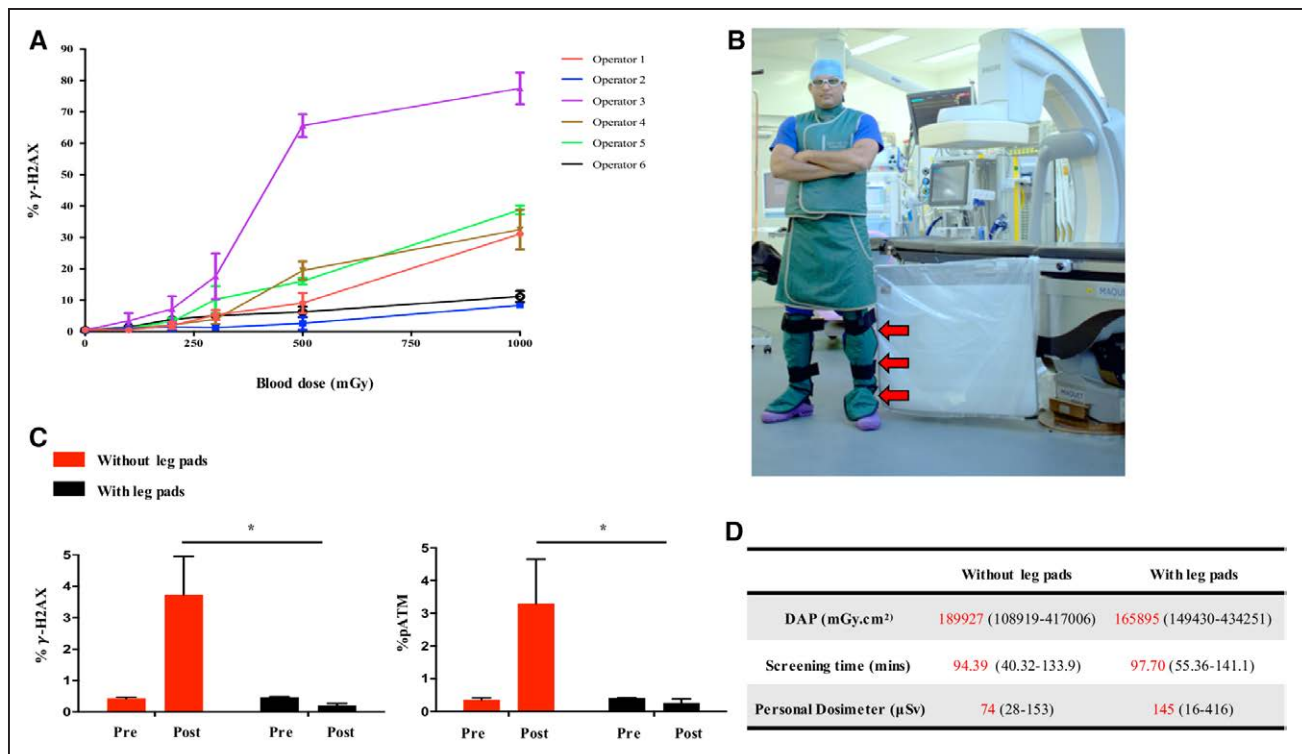 A
90
80
70
60
50
40
30
20
10
0
% γ-H2AX
0 250 500 750 1000
Blood dose (mGy)
Operator 1
Operator 2
Operator 3
Operator 4
Operator 5
Operator 6
B
MAQUET
MAQUET
C
Without leg pads
With leg pads
*
5
4
3
2
1
0
% γ-H2AX
Pre Post Pre Post
*
5
4
3
2
1
0
%pATM
Pre Post Pre Post
D
Without leg pads With leg pads
DAP (mGy.cm²) 189927 (108919-417006) 165895 (149430-434251)
Screening time (mins) 94.39 (40.32-133.9) 97.70 (55.36-141.1)
Personal Dosimeter (μSv) 74 (28-153) 145 (16-416)